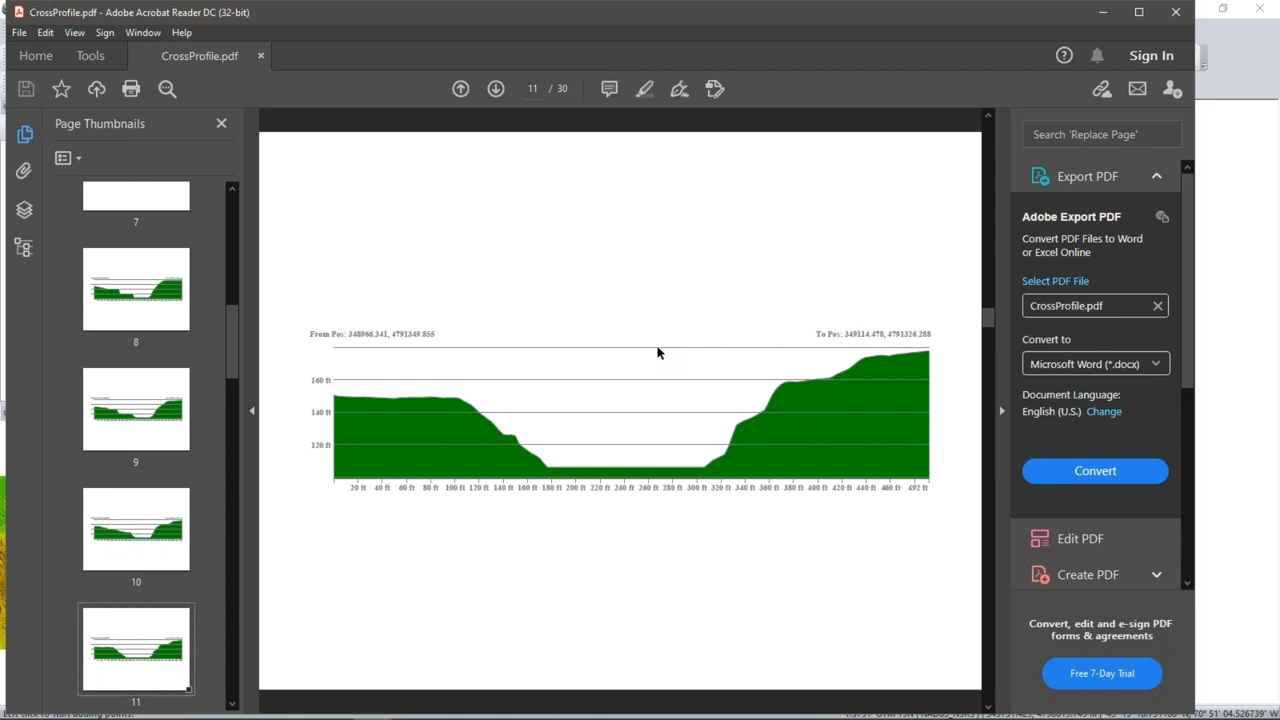 CrossProfile.pdf - Adobe Acrobat Reader DC (32-bit)
File Edit View Sign Window Help
Home Tools CrossProfile.pdf Sign In
11 / 30
Page Thumbnails
7
8
9
10
11
From Pos: 348966.341, 4791349.855 To Pos: 349114.478, 4791326.288
160 ft
140 ft
120 ft
20 ft 40 ft 60 ft 80 ft 100 ft 120 ft 140 ft 160 ft 180 ft 200 ft 220 ft 240 ft 260 ft 280 ft 300 ft 320 ft 340 ft 360 ft 380 ft 400 ft 420 ft 440 ft 460 ft 492 ft
Search 'Replace Page'
Export PDF
Adobe Export PDF
Convert PDF Files to Word
or Excel Online
Select PDF File
CrossProfile.pdf
Convert to
Microsoft Word (*.docx)
Document Language:
English (U.S.) Change
Convert
Edit PDF
Create PDF
Convert, edit and e-sign PDF
forms & agreements
Free 7-Day Trial
Left click to start adding points.